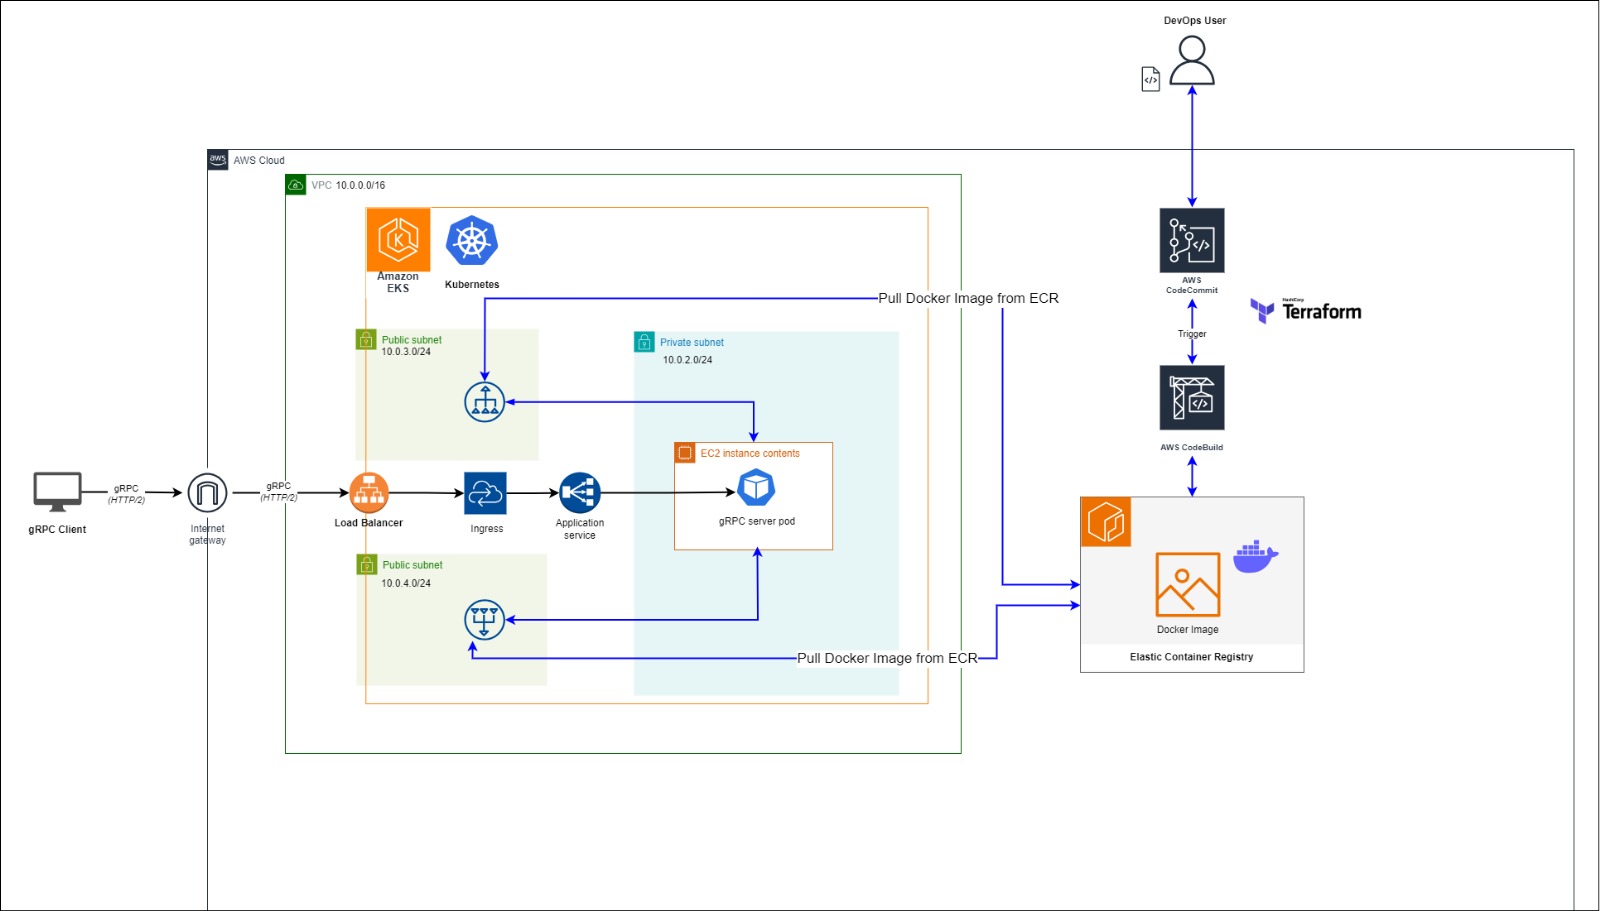 DevOps User
aws
AWS Cloud
VPC 10.0.0.0/16
Amazon
EKS
Kubernetes
AWS
CodeCommit
Pull Docker Image from ECR
HashiCorp
Terraform
Trigger
Public subnet
10.0.3.0/24
Private subnet
10.0.2.0/24
AWS CodeBuild
EC2 instance contents
gRPC
(HTTP/2)
gRPC
(HTTP/2)
gRPC Client
Internet
gateway
Load Balancer
Ingress
Application
service
gRPC server pod
Public subnet
10.0.4.0/24
Docker Image
Pull Docker Image from ECR
Elastic Container Registry